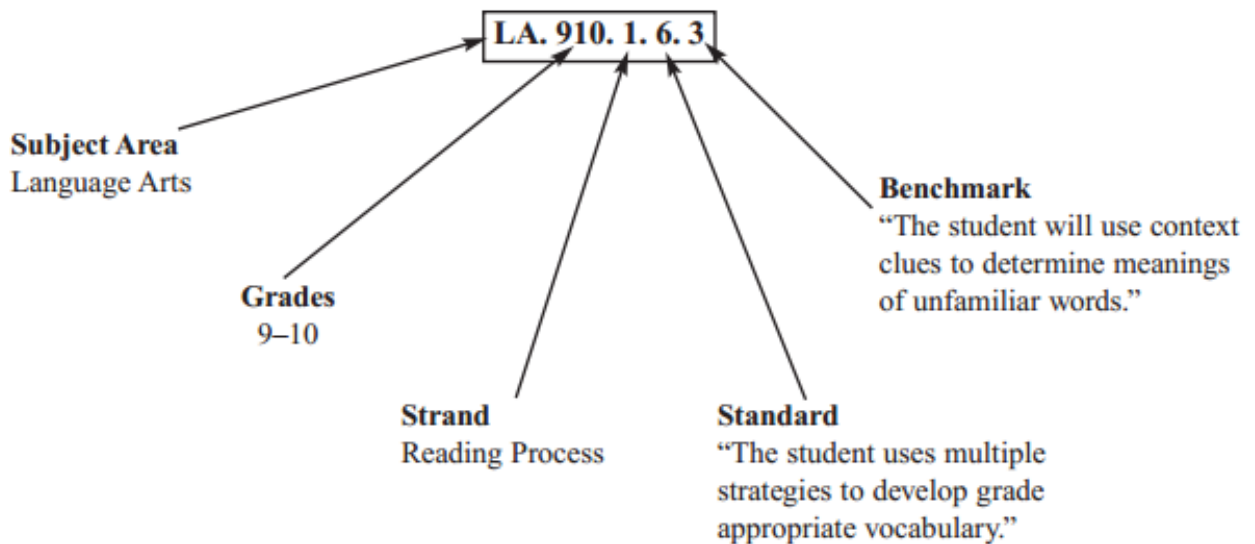 LA. 910. 1. 6. 3
Subject Area
Language Arts
Benchmark
“The student will use context
clues to determine meanings
of unfamiliar words.”
Grades
9–10
Strand
Reading Process
Standard
“The student uses multiple
strategies to develop grade
appropriate vocabulary.”